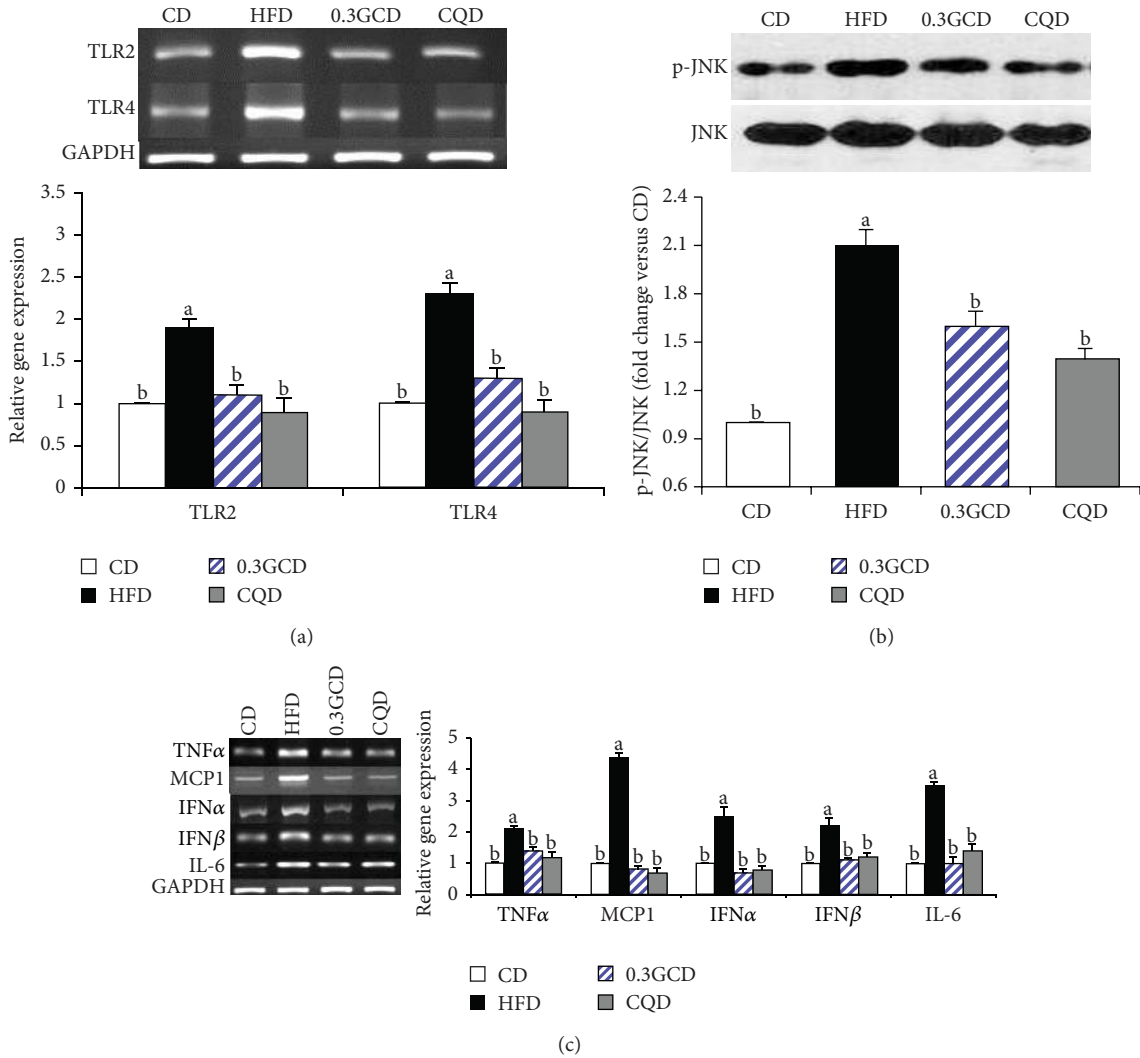 CD HFD 0.3GCD CQD
TLR2
TLR4
GAPDH
3.5
3
2.5
2
1.5
1
0.5
0
Relative gene expression
a
b
b
b
a
b
b
b
TLR2 TLR4
CD 0.3GCD
HFD CQD
(a)
CD HFD 0.3GCD CQD
p-JNK
JNK
2.4
2.1
1.8
1.5
1.2
0.9
0.6
p-JNK/JNK (fold change versus CD)
b
a
b
b
CD HFD 0.3GCD CQD
CD 0.3GCD
HFD CQD
(b)
CD HFD 0.3GCD CQD
TNFα
MCP1
IFNα
IFNβ
IL-6
GAPDH
5
4
3
2
1
0
Relative gene expression
b a b b
b a b b
b a b b
b a b b
b a b b
TNFα MCP1 IFNα IFNβ IL-6
CD 0.3GCD
HFD CQD
(c)